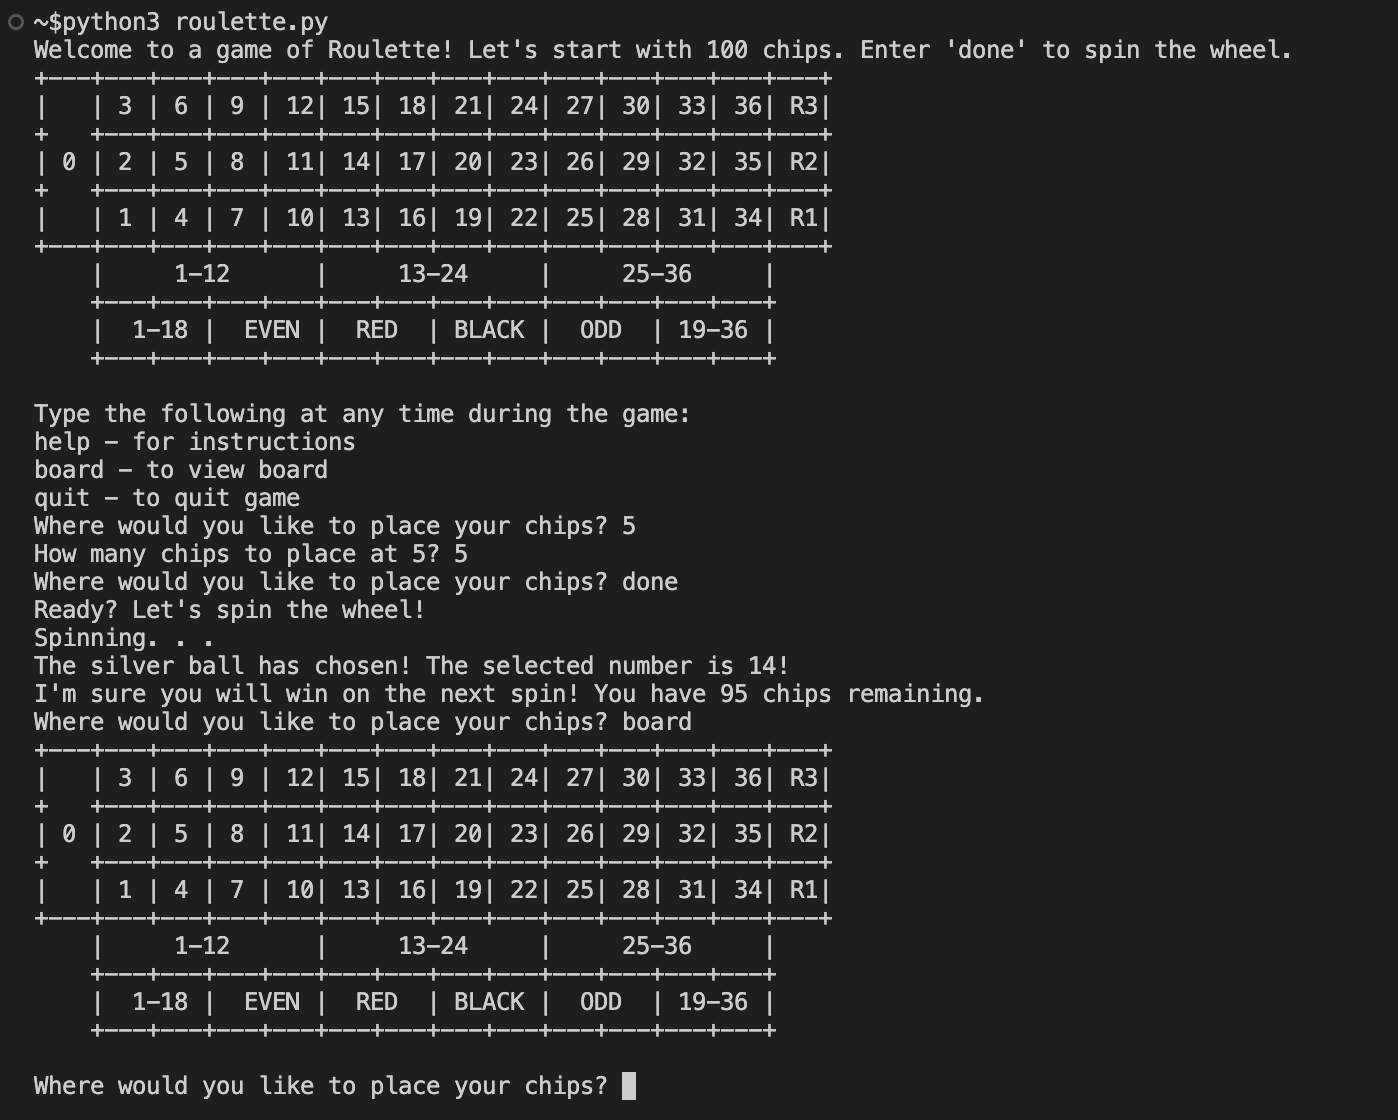 ~$python3 roulette.py
Welcome to a game of Roulette! Let's start with 100 chips. Enter 'done' to spin the wheel.
+---+---+---+---+---+---+---+---+---+---+---+---+---+---+
|   | 3 | 6 | 9 | 12| 15| 18| 21| 24| 27| 30| 33| 36| R3|
+   +---+---+---+---+---+---+---+---+---+---+---+---+---+
| 0 | 2 | 5 | 8 | 11| 14| 17| 20| 23| 26| 29| 32| 35| R2|
+   +---+---+---+---+---+---+---+---+---+---+---+---+---+
|   | 1 | 4 | 7 | 10| 13| 16| 19| 22| 25| 28| 31| 34| R1|
+---+---+---+---+---+---+---+---+---+---+---+---+---+---+
    |     1-12      |     13-24     |     25-36     |
    +---+---+---+---+---+---+---+---+---+---+---+---+
    |  1-18 |  EVEN |  RED  | BLACK |  ODD  | 19-36 |
    +---+---+---+---+---+---+---+---+---+---+---+---+

Type the following at any time during the game:
help - for instructions
board - to view board
quit - to quit game
Where would you like to place your chips? 5
How many chips to place at 5? 5
Where would you like to place your chips? done
Ready? Let's spin the wheel!
Spinning. . .
The silver ball has chosen! The selected number is 14!
I'm sure you will win on the next spin! You have 95 chips remaining.
Where would you like to place your chips? board
+---+---+---+---+---+---+---+---+---+---+---+---+---+---+
|   | 3 | 6 | 9 | 12| 15| 18| 21| 24| 27| 30| 33| 36| R3|
+   +---+---+---+---+---+---+---+---+---+---+---+---+---+
| 0 | 2 | 5 | 8 | 11| 14| 17| 20| 23| 26| 29| 32| 35| R2|
+   +---+---+---+---+---+---+---+---+---+---+---+---+---+
|   | 1 | 4 | 7 | 10| 13| 16| 19| 22| 25| 28| 31| 34| R1|
+---+---+---+---+---+---+---+---+---+---+---+---+---+---+
    |     1-12      |     13-24     |     25-36     |
    +---+---+---+---+---+---+---+---+---+---+---+---+
    |  1-18 |  EVEN |  RED  | BLACK |  ODD  | 19-36 |
    +---+---+---+---+---+---+---+---+---+---+---+---+

Where would you like to place your chips?